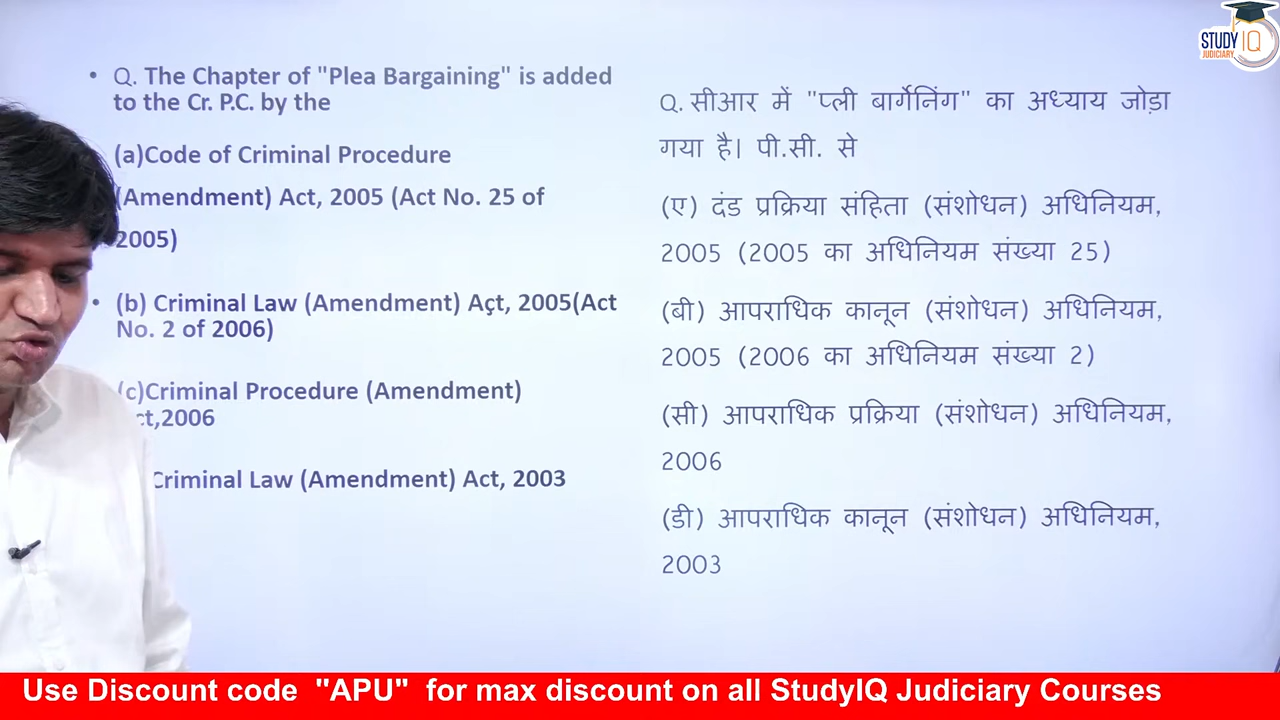 STUDY IQ
JUDICIARY
• Q. The Chapter of "Plea Bargaining" is added
to the Cr. P.C. by the
(a)Code of Criminal Procedure
(Amendment) Act, 2005 (Act No. 25 of
2005)
• (b) Criminal Law (Amendment) Açt, 2005(Act
No. 2 of 2006)
(c)Criminal Procedure (Amendment)
ct,2006
Criminal Law (Amendment) Act, 2003
Q. सीआर में "प्ली बार्गेनिंग" का अध्याय जोड़ा
गया है। पी.सी. से
(ए) दंड प्रक्रिया संहिता (संशोधन) अधिनियम,
2005 (2005 का अधिनियम संख्या 25)
(बी) आपराधिक कानून (संशोधन) अधिनियम,
2005 (2006 का अधिनियम संख्या 2)
(सी) आपराधिक प्रक्रिया (संशोधन) अधिनियम,
2006
(डी) आपराधिक कानून (संशोधन) अधिनियम,
2003
Use Discount code "APU" for max discount on all StudyIQ Judiciary Courses